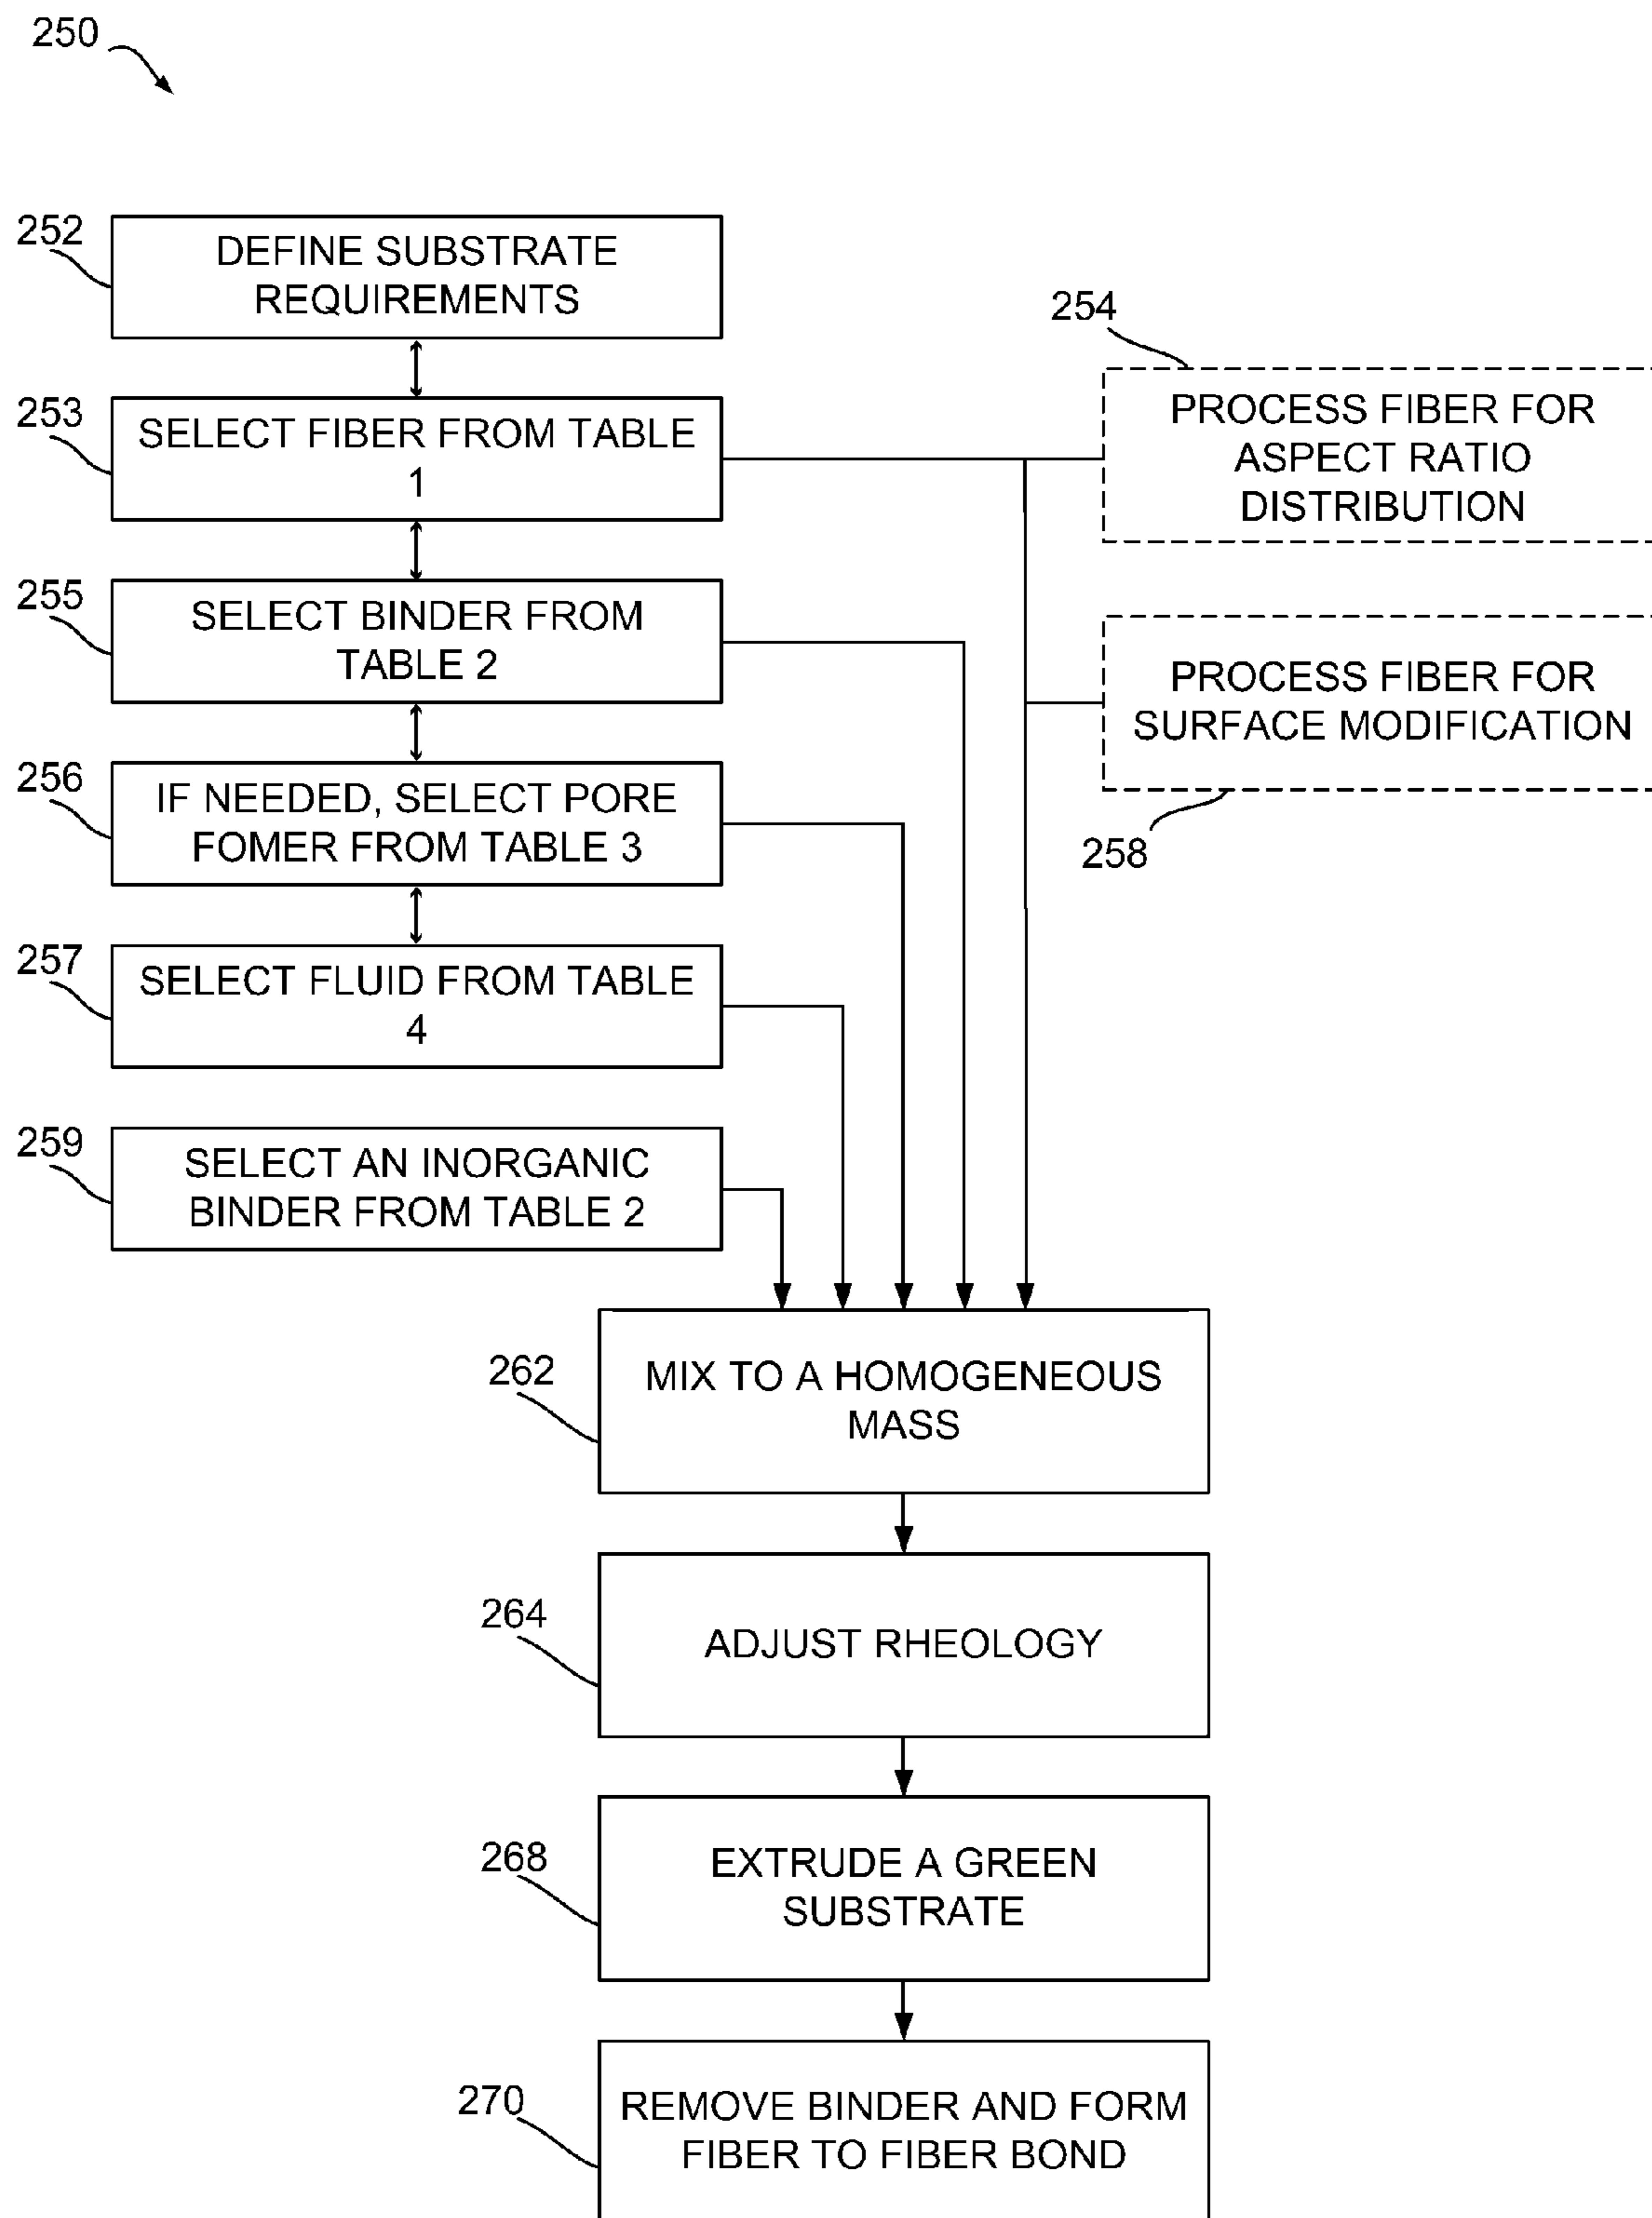 250
252
DEFINE SUBSTRATE
REQUIREMENTS
254
PROCESS FIBER FOR
ASPECT RATIO
DISTRIBUTION
253
SELECT FIBER FROM TABLE
1
255
SELECT BINDER FROM
TABLE 2
PROCESS FIBER FOR
SURFACE MODIFICATION
258
256
IF NEEDED, SELECT PORE
FOMER FROM TABLE 3
257
SELECT FLUID FROM TABLE
4
259
SELECT AN INORGANIC
BINDER FROM TABLE 2
262
MIX TO A HOMOGENEOUS
MASS
264
ADJUST RHEOLOGY
268
EXTRUDE A GREEN
SUBSTRATE
270
REMOVE BINDER AND FORM
FIBER TO FIBER BOND